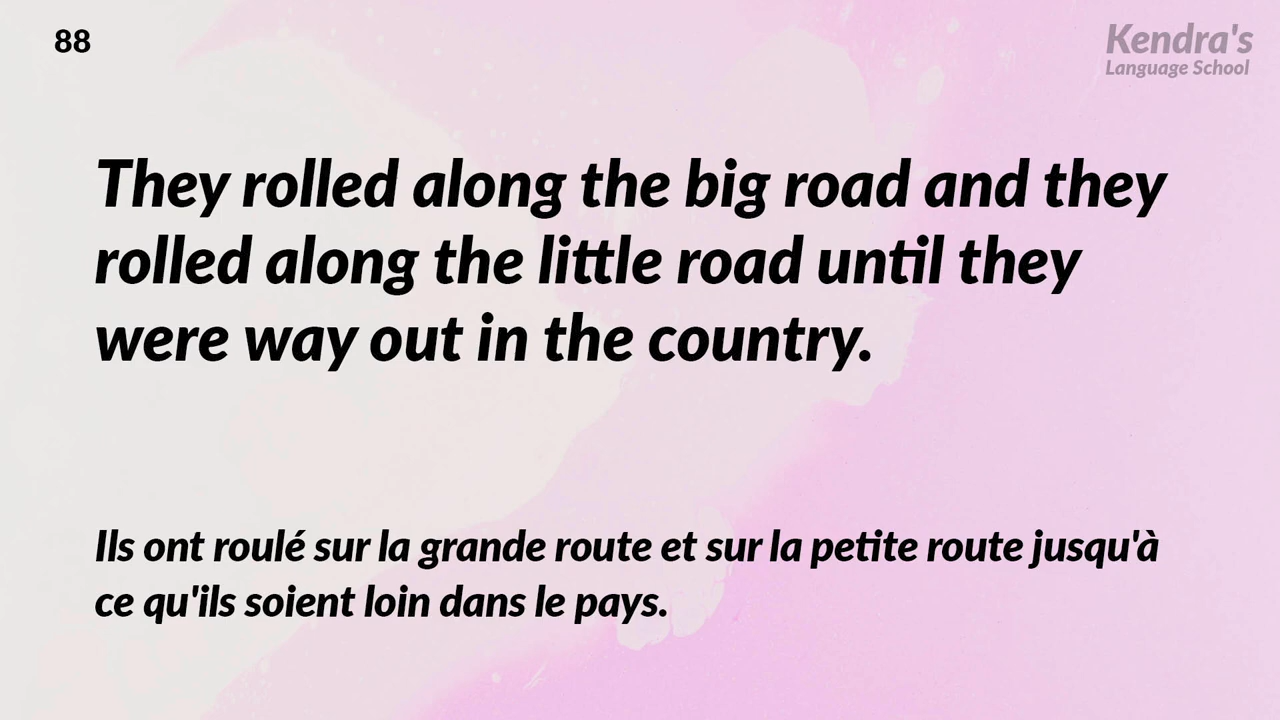 88
Kendra's
Language School
They rolled along the big road and they
rolled along the little road until they
were way out in the country.
Ils ont roulé sur la grande route et sur la petite route jusqu'à
ce qu'ils soient loin dans le pays.